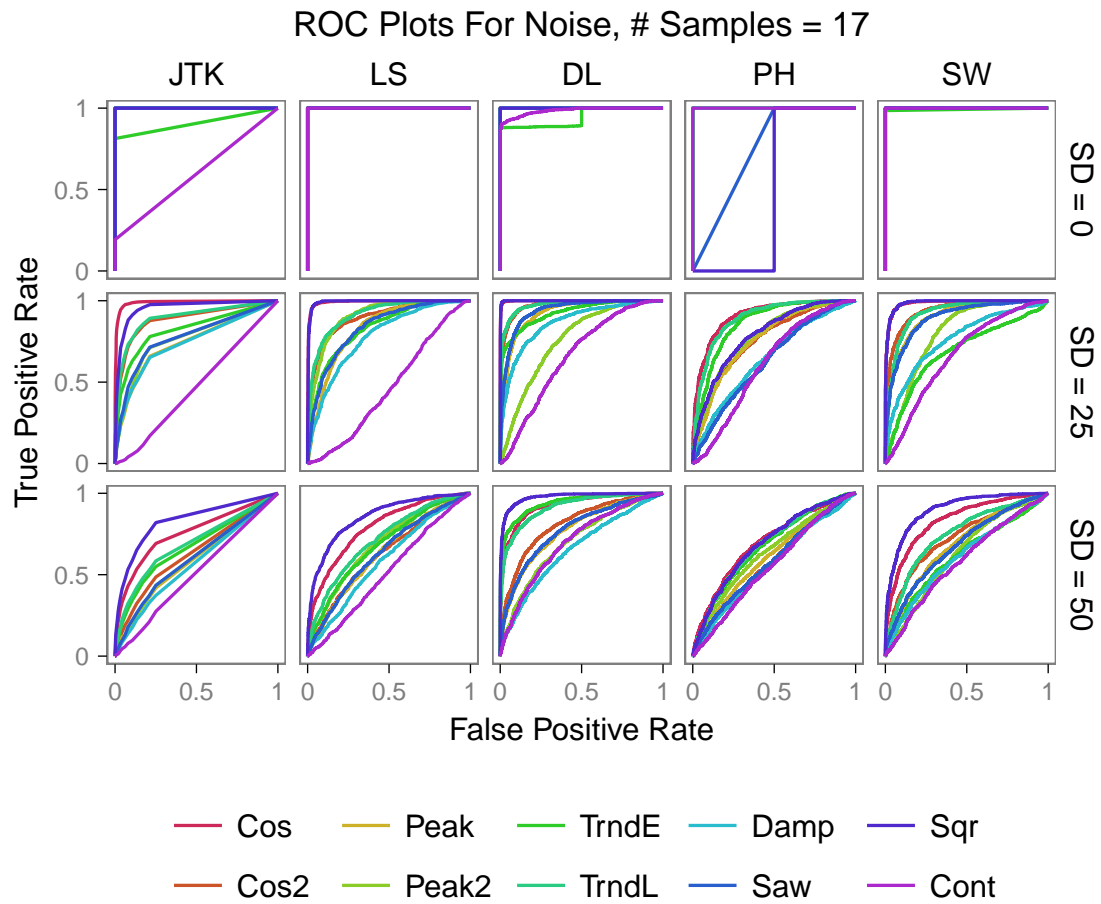 ROC Plots For Noise, # Samples = 17
JTK LS DL PH SW
1
0.5
0
SD = 0
1
0.5
0
SD = 25
1
0.5
0
SD = 50
True Positive Rate
0 0.5 1 0 0.5 1 0 0.5 1 0 0.5 1 0 0.5 1
False Positive Rate
Cos Peak TrndE Damp Sqr
Cos2 Peak2 TrndL Saw Cont